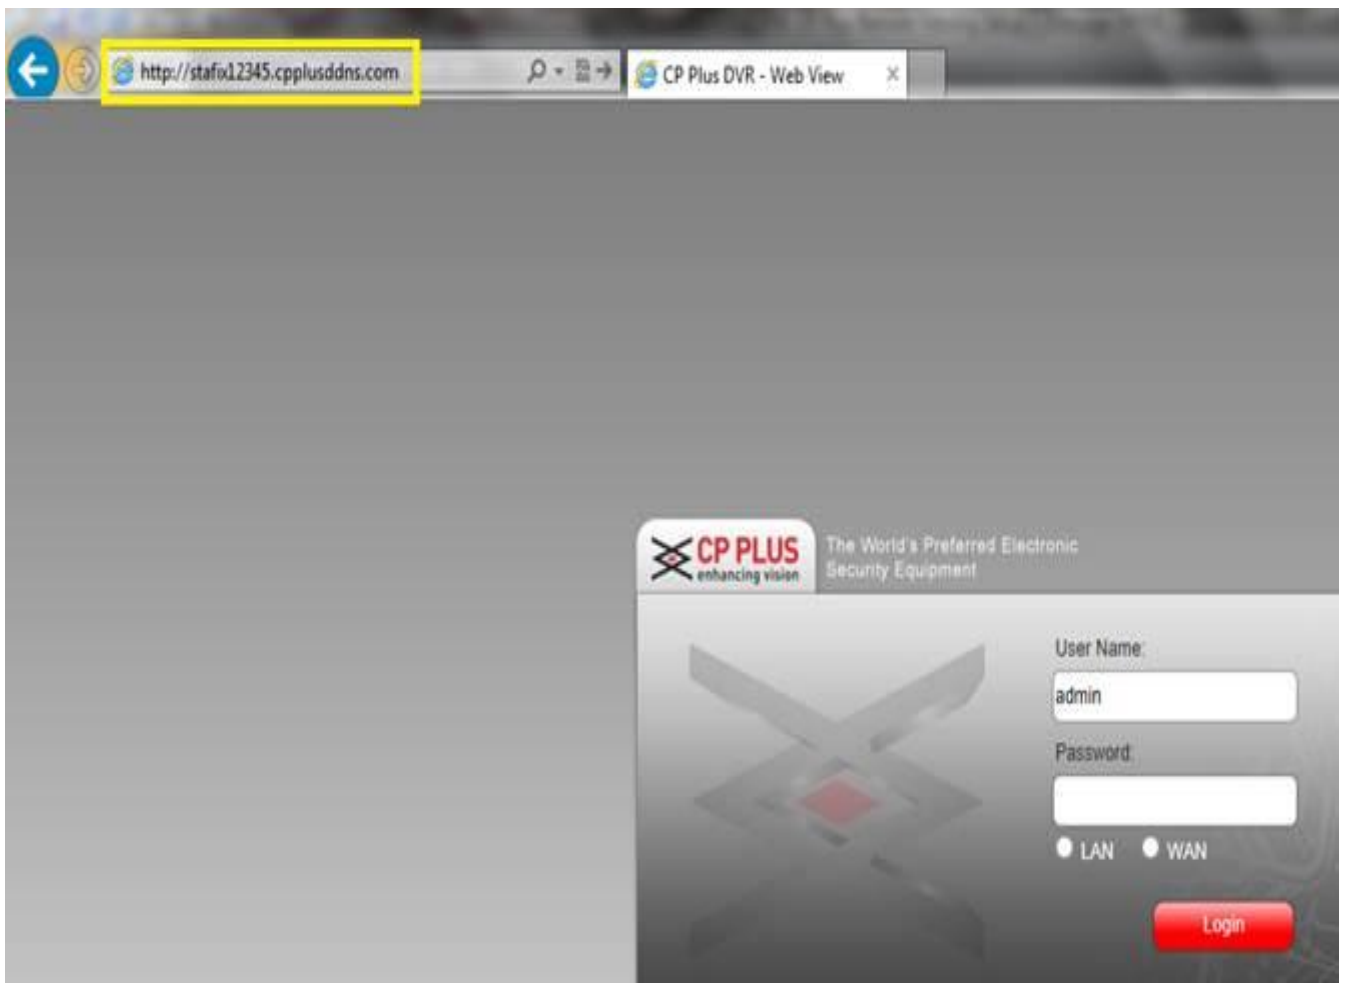 http://stafix12345.cpplusddns.com
CP Plus DVR - Web View
CP PLUS
enhancing vision
The World's Preferred Electronic
Security Equipment
User Name:
admin
Password:
LAN WAN
Login